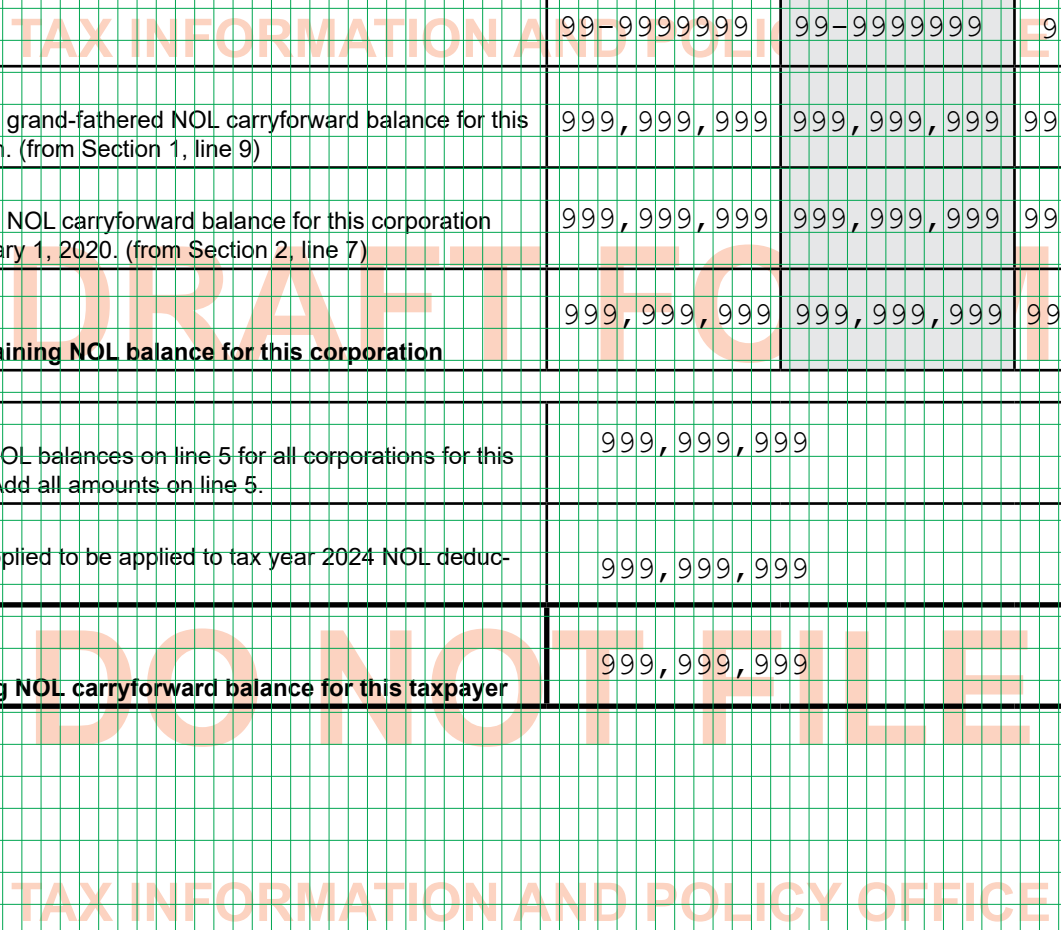 TAX INFORMATION AND POLIC E
99-9999999 99-9999999 9
grand-fathered NOL carryforward balance for this
n. (from Section 1, line 9)
999,999,999 999,999,999 99
NOL carryforward balance for this corporation
ary 1, 2020. (from Section 2, line 7)
999,999,999 999,999,999 99
DRAFT FO M
999,999,999 999,999,999 99
aining NOL balance for this corporation
OL balances on line 5 for all corporations for this
Add all amounts on line 5.
999,999,999
plied to be applied to tax year 2024 NOL deduc-
999,999,999
DO NOT FILE
999,999,999
g NOL carryforward balance for this taxpayer
TAX INFORMATION AND POLICY OFFICE